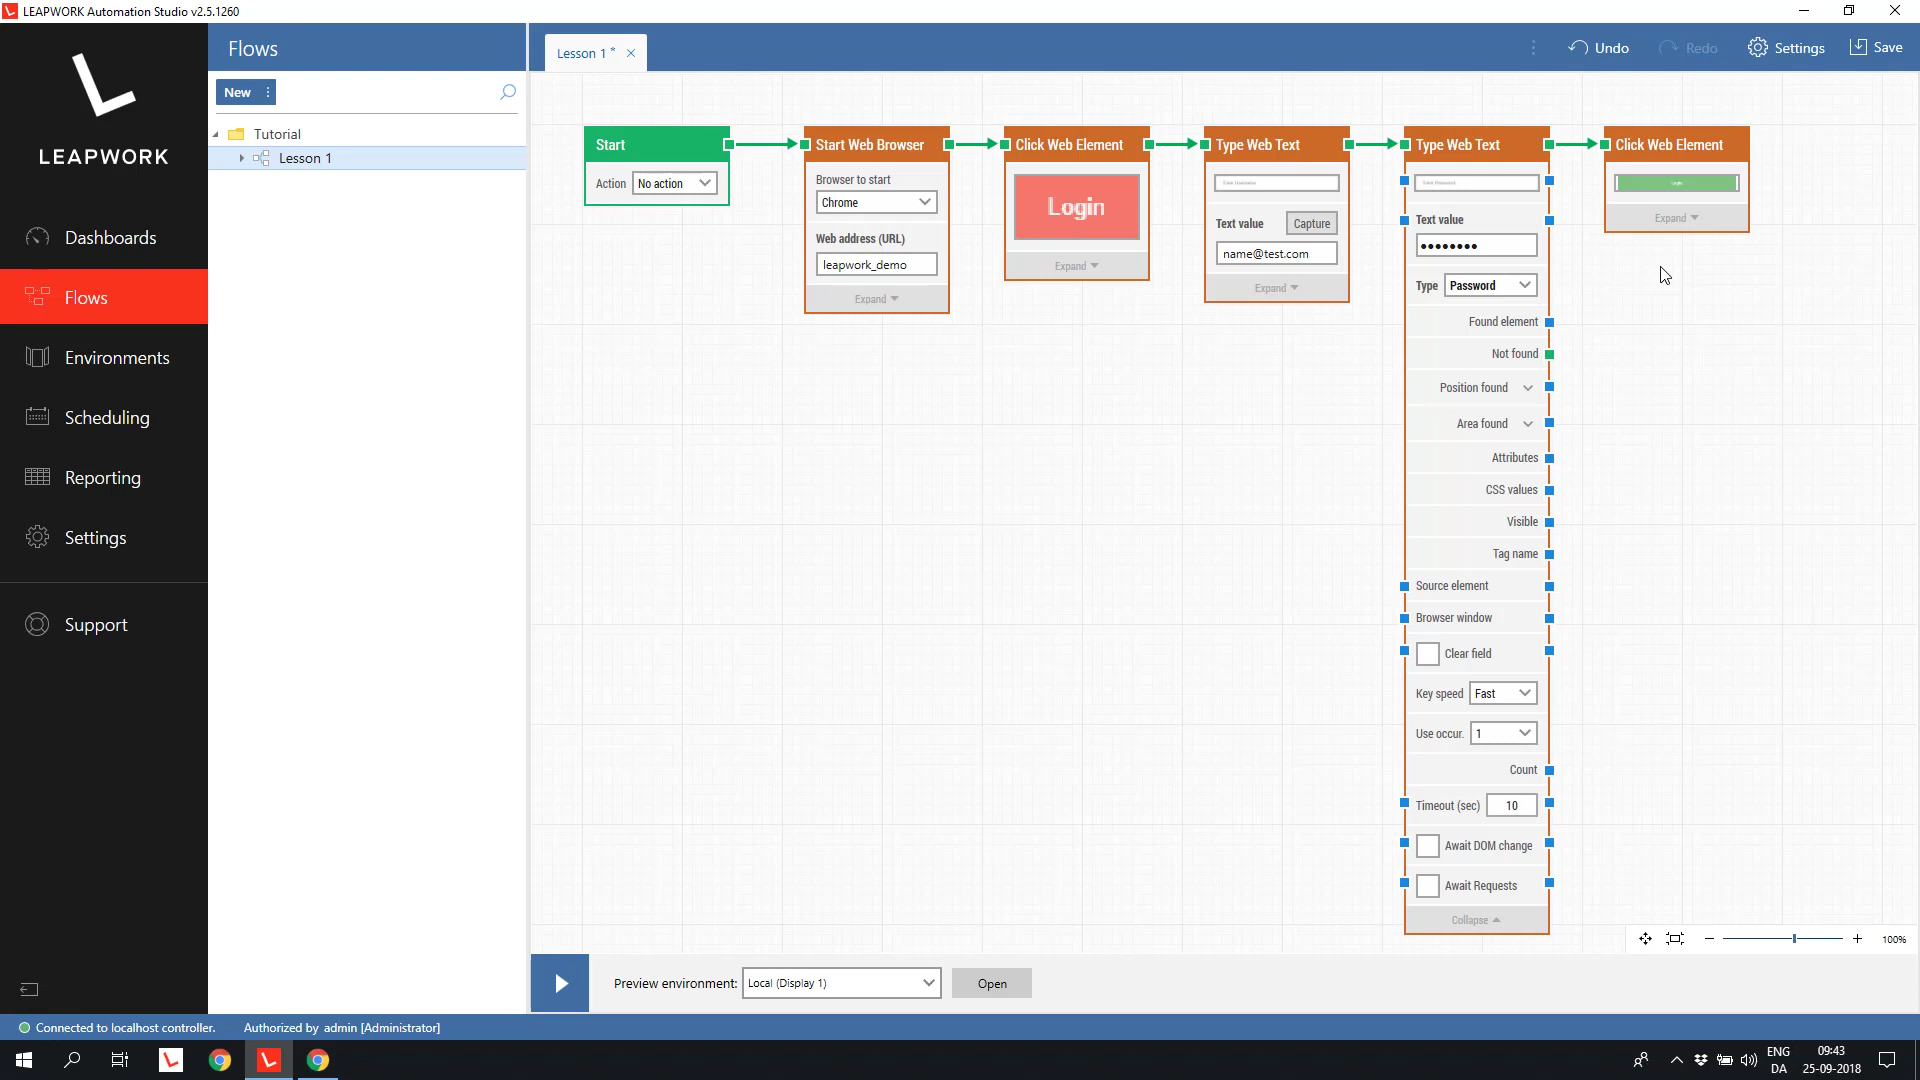 LEAPWORK Automation Studio v2.5.1260
LEAPWORK
Dashboards
Flows
Environments
Scheduling
Reporting
Settings
Support
Flows
New
Tutorial
Lesson 1
Lesson 1 *
Undo
Redo
Settings
Save
Start
Action No action
Start Web Browser
Browser to start
Chrome
Web address (URL)
leapwork_demo
Expand
Click Web Element
Login
Expand
Type Web Text
Enter Username
Text value Capture
name@test.com
Expand
Type Web Text
Enter Password
Text value
••••••••
Type Password
Found element
Not found
Position found
Area found
Attributes
CSS values
Visible
Tag name
Source element
Browser window
Clear field
Key speed Fast
Use occur. 1
Count
Timeout (sec) 10
Await DOM change
Await Requests
Collapse
Click Web Element
Login
Expand
100%
Preview environment: Local (Display 1) Open
Connected to localhost controller. Authorized by admin [Administrator]
ENG
DA
09:43
25-09-2018